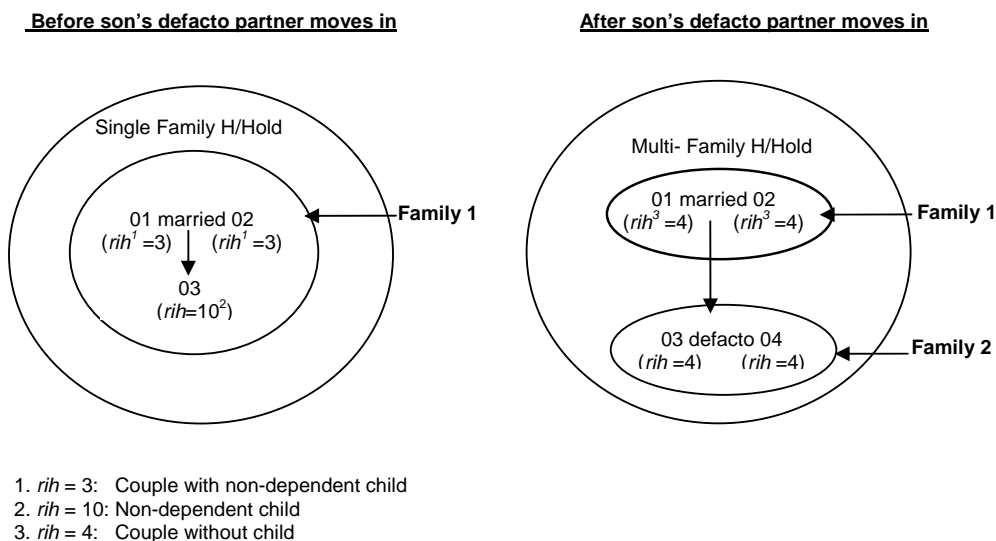 Before son's defacto partner moves in
Single Family H/Hold
01 married 02
(rih¹ =3) (rih¹ =3)
03
(rih=10²)
Family 1
After son's defacto partner moves in
Multi- Family H/Hold
01 married 02
(rih³ =4) (rih³ =4)
Family 1
03 defacto 04
(rih =4) (rih =4)
Family 2
1. rih = 3: Couple with non-dependent child
2. rih = 10: Non-dependent child
3. rih = 4: Couple without child